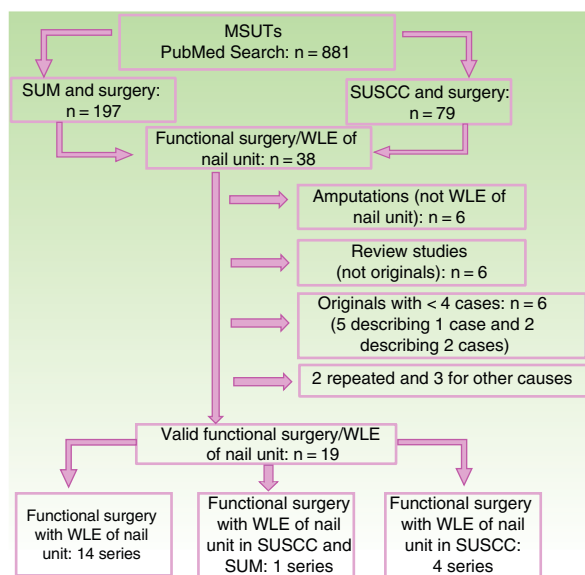 MSUTs
PubMed Search: n = 881
SUM and surgery:
n = 197
SUSCC and surgery:
n = 79
Functional surgery/WLE of
nail unit: n = 38
Amputations (not WLE of
nail unit): n = 6
Review studies
(not originals): n = 6
Originals with < 4 cases: n = 6
(5 describing 1 case and 2
describing 2 cases)
2 repeated and 3 for other causes
Valid functional surgery/WLE
of nail unit: n = 19
Functional surgery
with WLE of nail
unit: 14 series
Functional surgery
with WLE of nail
unit in SUSCC and
SUM: 1 series
Functional surgery
with WLE of nail
unit in SUSCC:
4 series